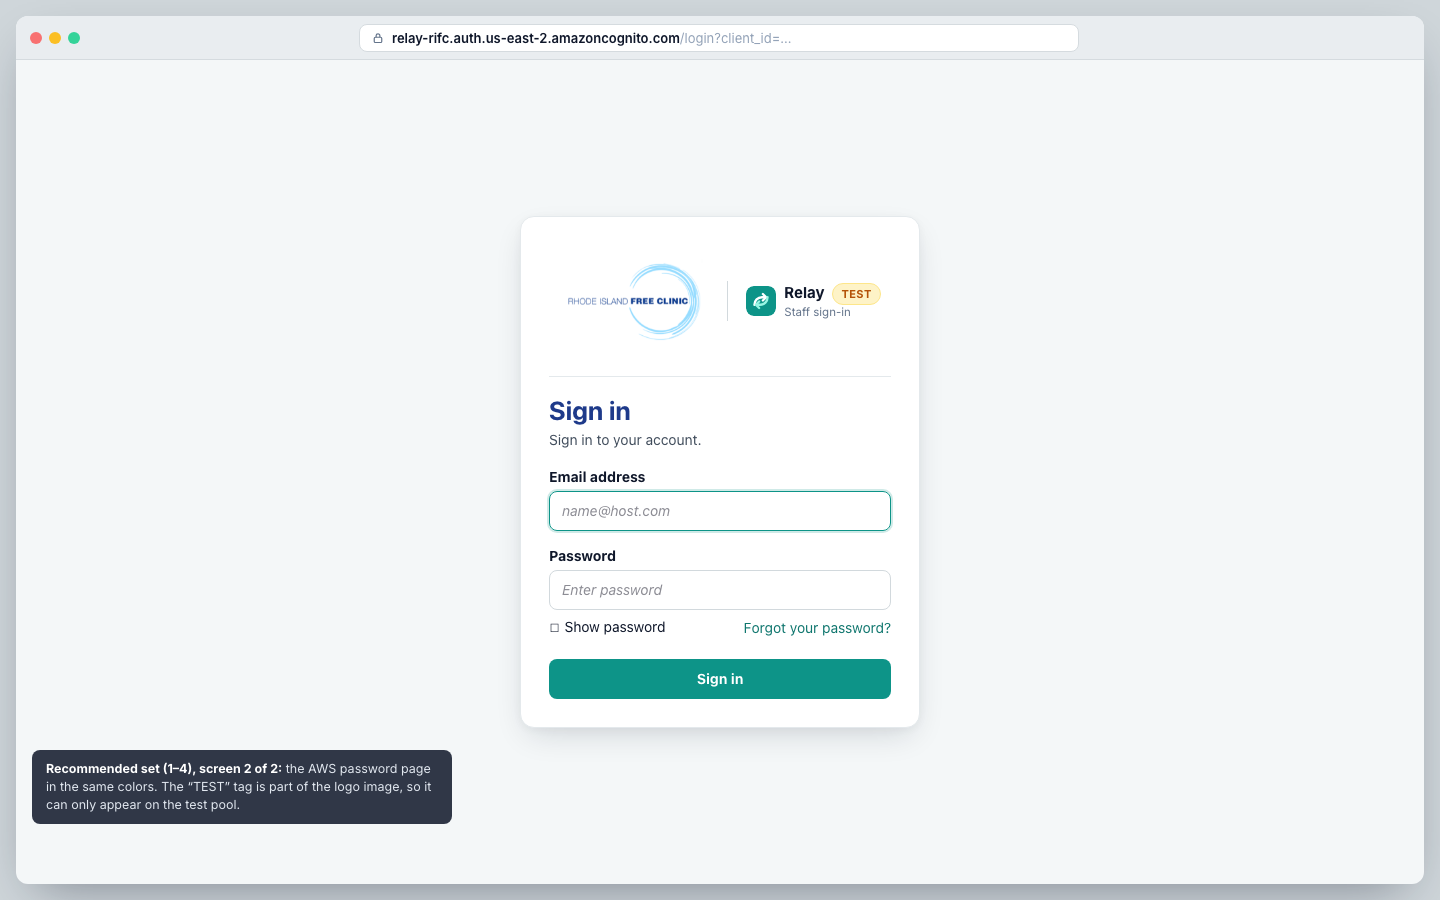 relay-rifc.auth.us-east-2.amazoncognito.com/login?client_id=...
RHODE ISLAND FREE CLINIC
Relay TEST
Staff sign-in
Sign in
Sign in to your account.
Email address
name@host.com
Password
Enter password
Show password Forgot your password?
Sign in
Recommended set (1–4), screen 2 of 2: the AWS password page
in the same colors. The “TEST” tag is part of the logo image, so it
can only appear on the test pool.